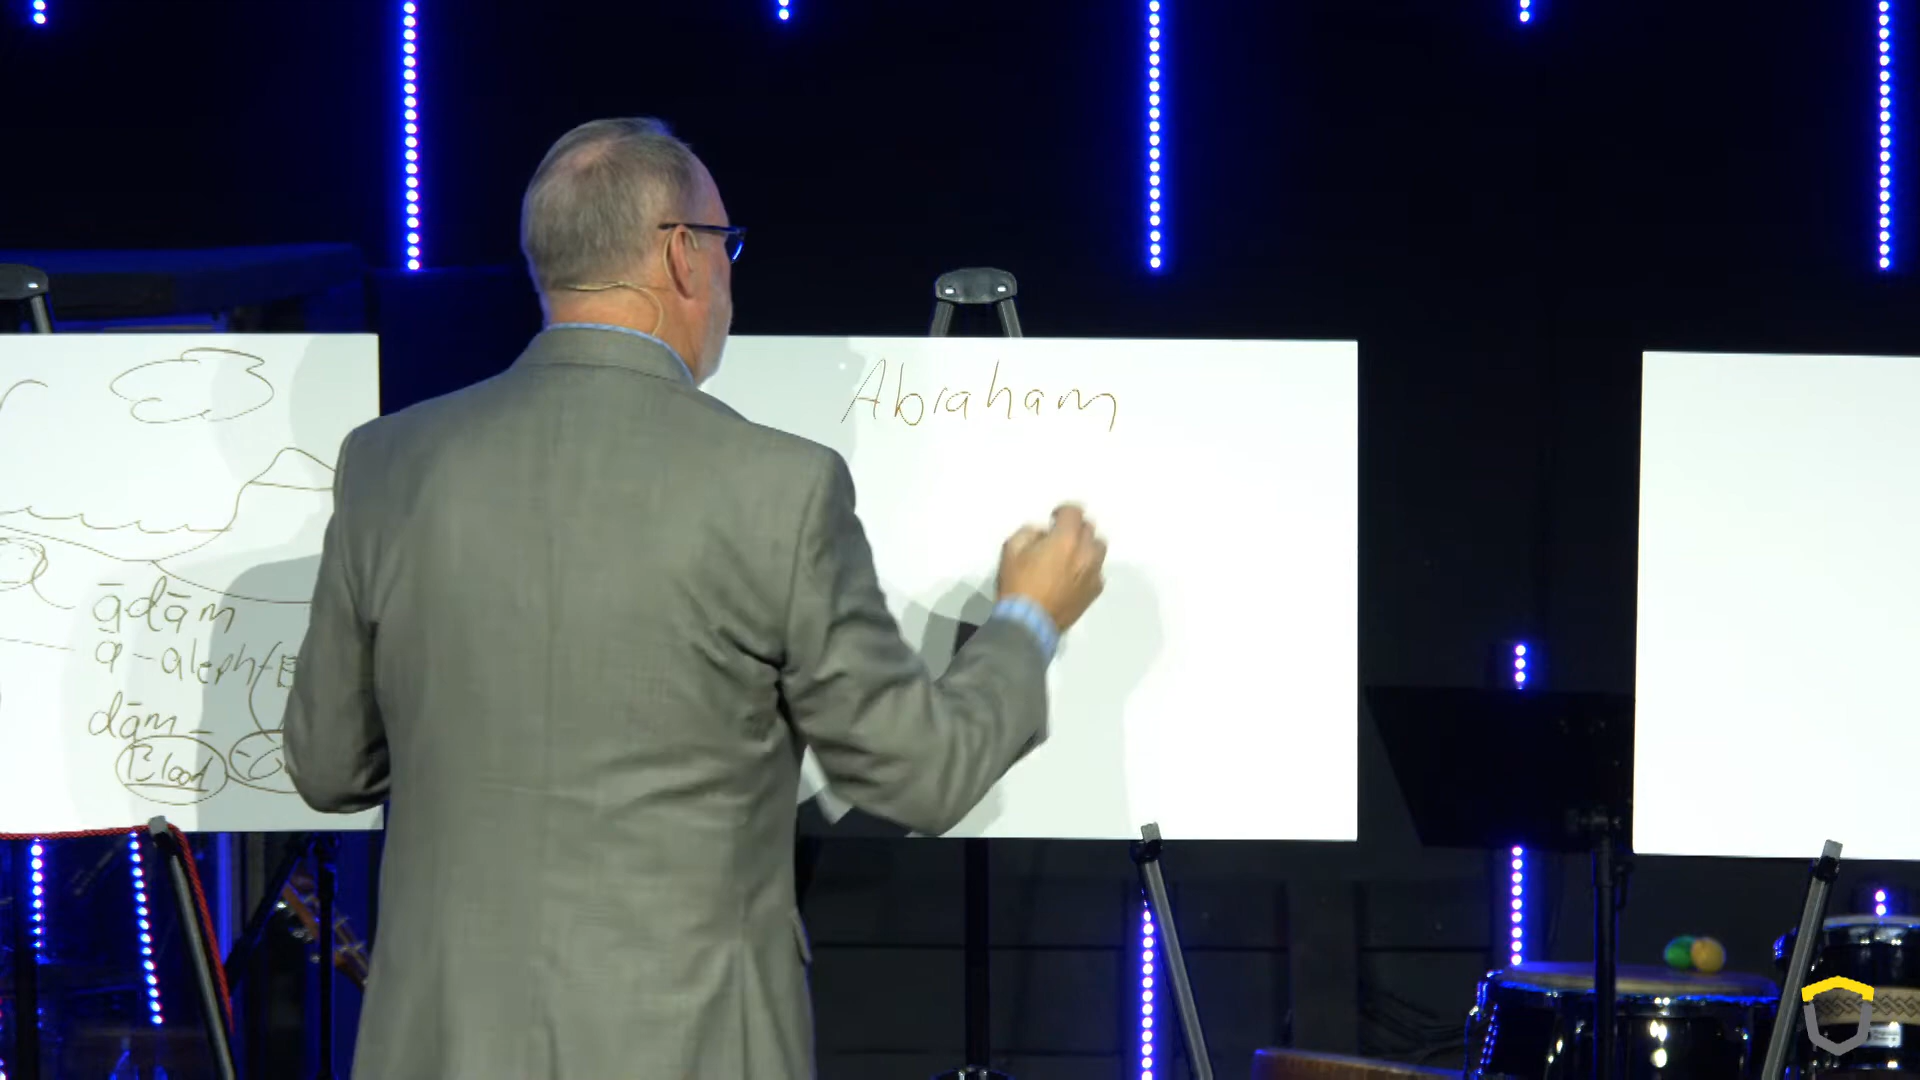 Abraham
ādām
a - aleph
dām -
Blood